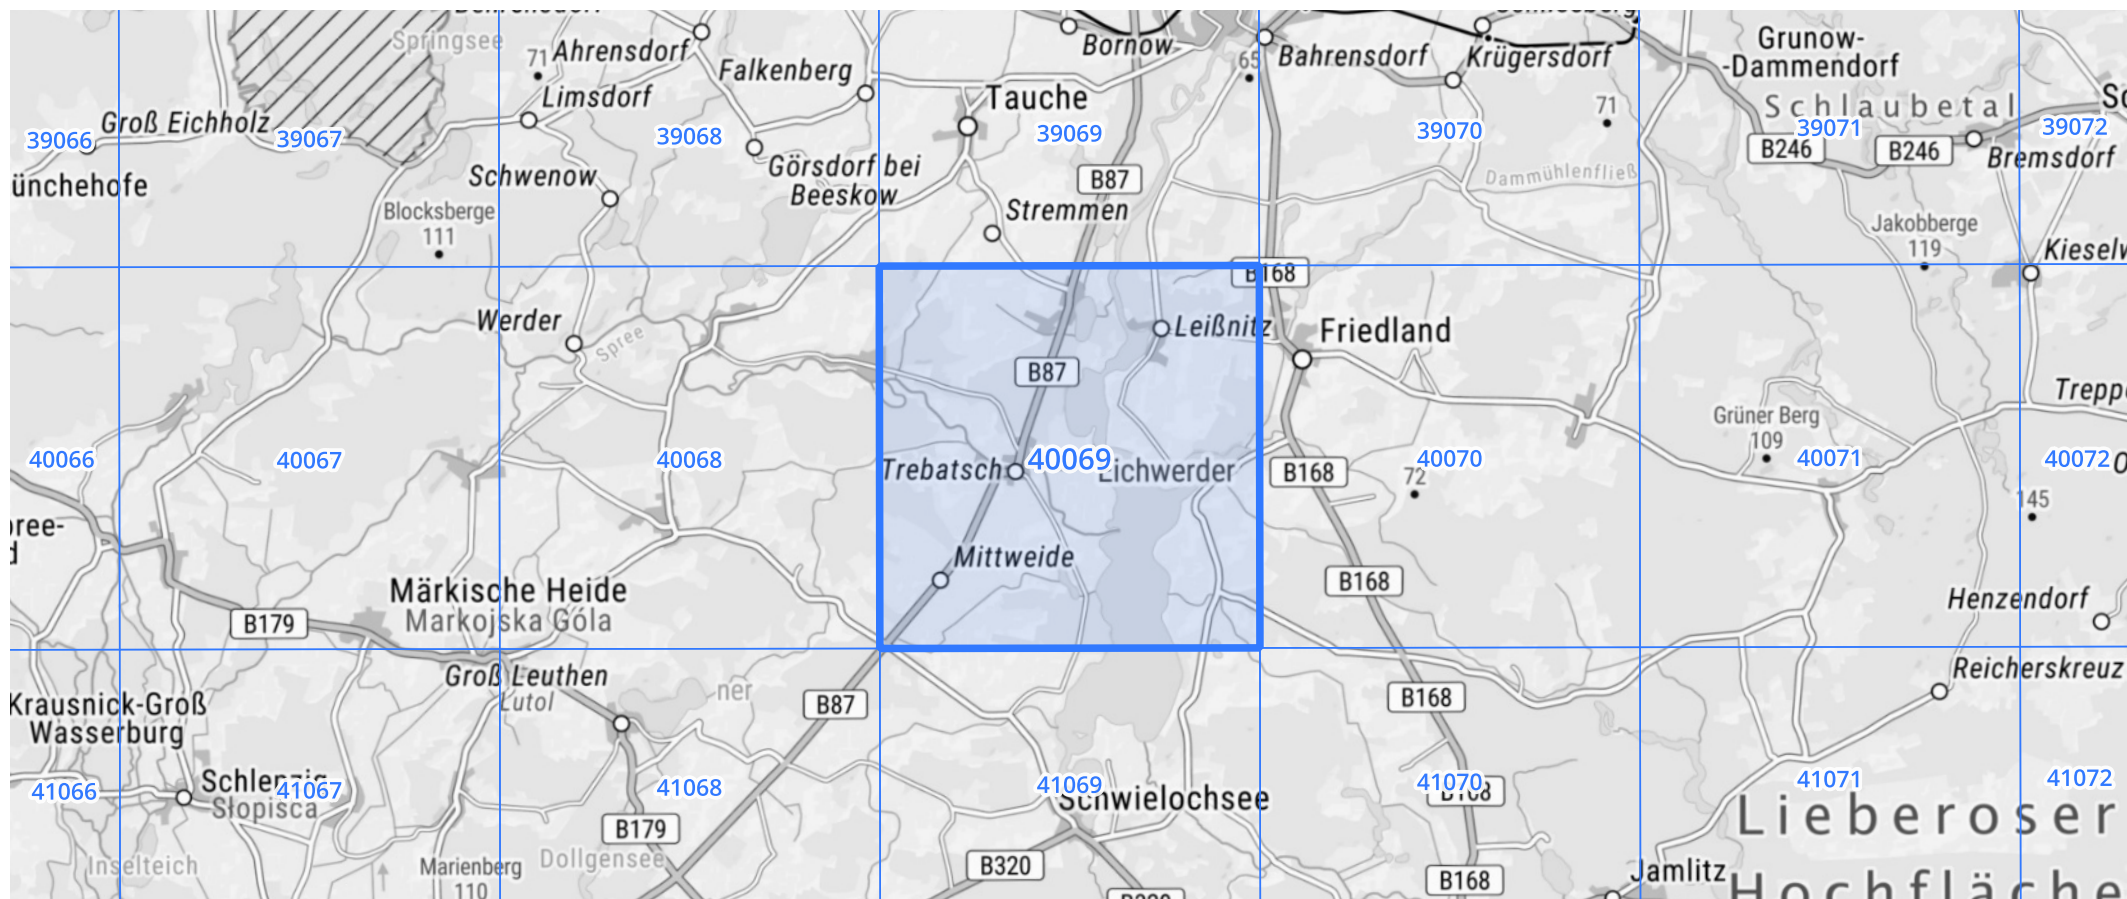 Springsee
71
Ahrensdorf
Falkenberg
Bornow
65
Bahrensdorf
Krügersdorf
Grunow-
-Dammendorf
Limsdorf
Tauche
71
Schlaubetal
Groß Eichholz
39066
39067
39068
39069
39070
39071
39072
B246
B246
Bremsdorf
Görsdorf bei
Beeskow
Schwenow
B87
Dammühlenfließ
Blocksberge
111
Stremmen
Jakobberge
119
B168
Werder
Spree
Leißnitz
Friedland
B87
Grüner Berg
109
40066
40067
40068
Trebatsch
40069
Eichwerder
B168
72
40070
40071
40072
145
Mittweide
B168
Märkische Heide
Markojska Góla
B179
Henzendorf
Groß Leuthen
Lutol
Reicherskreuz
Krausnick-Groß
Wasserburg
B87
B168
Schlepzig
Słopisca
41066
41067
41068
41069
41070
B168
41071
41072
Schwielochsee
Lieberoser
B179
Inselteich
Marienberg
110
Dollgensee
B320
B168
Jamlitz
Hochfläche